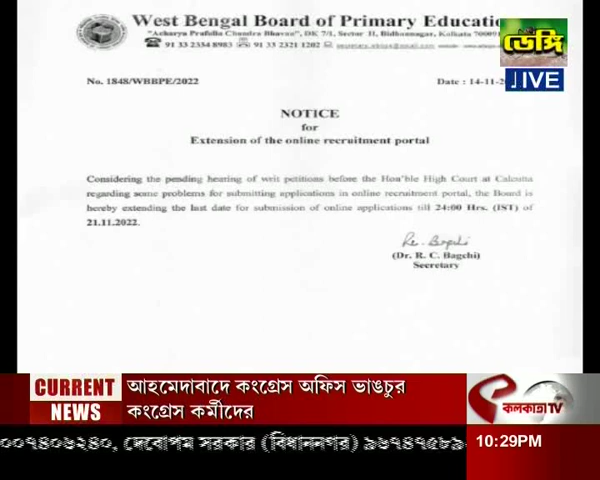 West Bengal Board of Primary Education
"Acharya Prafulla Chandra Bhavan", DK 7/1, Sector II, Bidhannagar, Kolkata
91 33 2334 8983 91 33 2321 1202
ডেঙ্গি
LIVE
No. 1848/WBBPE/2022
Date : 14-11-2
NOTICE
for
Extension of the online recruitment portal
Considering the pending hearing of writ petitions before the Hon'ble High Court at Calcutta
regarding some problems for submitting applications in online recruitment portal, the Board is
hereby extending the last date for submission of online applications till 24:00 Hrs. (IST) of
21.11.2022.
(Dr. R. C. Bagchi)
Secretary
CURRENT
NEWS
আহমেদাবাদে কংগ্রেস অফিস ভাঙচুর
কংগ্রেস কর্মীদের
কলকাতা TV
০০৭৪০৬২৪০, দেবোপম সরকার (বিধাননগর) ৯৬৭৪৭৫৮৯
10:29PM